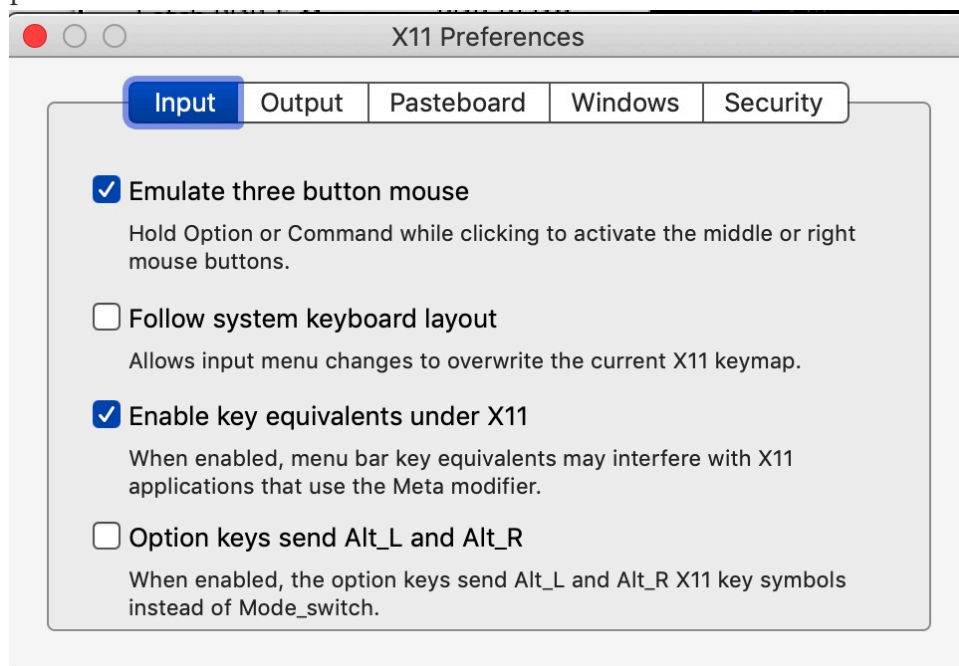 X11 Preferences
Input Output Pasteboard Windows Security
Emulate three button mouse
Hold Option or Command while clicking to activate the middle or right
mouse buttons.
Follow system keyboard layout
Allows input menu changes to overwrite the current X11 keymap.
Enable key equivalents under X11
When enabled, menu bar key equivalents may interfere with X11
applications that use the Meta modifier.
Option keys send Alt_L and Alt_R
When enabled, the option keys send Alt_L and Alt_R X11 key symbols
instead of Mode_switch.